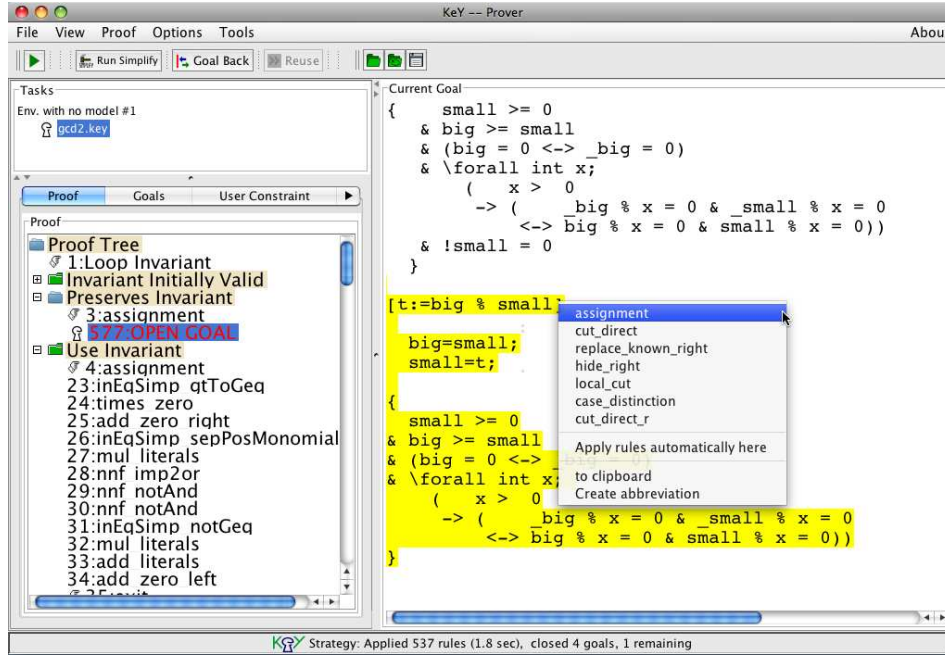 KeY -- Prover
File View Proof Options Tools Abou
Run Simplify Goal Back Reuse
Tasks
Env. with no model #1
gcd2.key
Proof Goals User Constraint
Proof
Proof Tree
1:Loop Invariant
Invariant Initially Valid
Preserves Invariant
3:assignment
577:OPEN GOAL
Use Invariant
4:assignment
23:inEqSimp_gtToGeq
24:times_zero
25:add_zero_right
26:inEqSimp_sepPosMonomial
27:mul_literals
28:nnf_imp2or
29:nnf_notAnd
30:nnf_notAnd
31:inEqSimp_notGeq
32:mul_literals
33:add_literals
34:add_zero_left
Current Goal
{ small >= 0
& big >= small
& (big = 0 <-> _big = 0)
& \forall int x;
( x > 0
-> ( _big % x = 0 & _small % x = 0
<-> big % x = 0 & small % x = 0))
& !small = 0
}
[t:=big % small]
big=small;
small=t;
{
small >= 0
& big >= small
& (big = 0 <-> _big = 0)
& \forall int x;
( x > 0
-> ( _big % x = 0 & _small % x = 0
<-> big % x = 0 & small % x = 0))
}
assignment
cut_direct
replace_known_right
hide_right
local_cut
case_distinction
cut_direct_r
Apply rules automatically here
to clipboard
Create abbreviation
KeY Strategy: Applied 537 rules (1.8 sec), closed 4 goals, 1 remaining